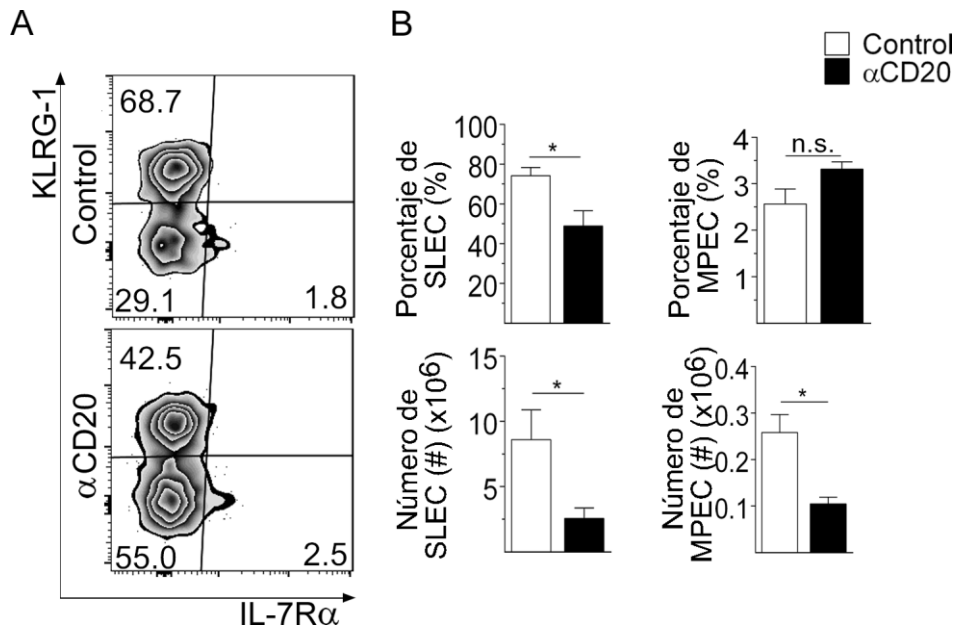 A
B
Control
αCD20
KLRG-1
Control
68.7
29.1
1.8
αCD20
42.5
55.0
2.5
IL-7Rα
Porcentaje de
SLEC (%)
100
80
60
40
20
*
Porcentaje de
MPEC (%)
4
3
2
1
n.s.
Número de
SLEC (#) (x10⁶)
15
10
5
*
Número de
MPEC (#) (x10⁶)
0.4
0.3
0.2
0.1
*